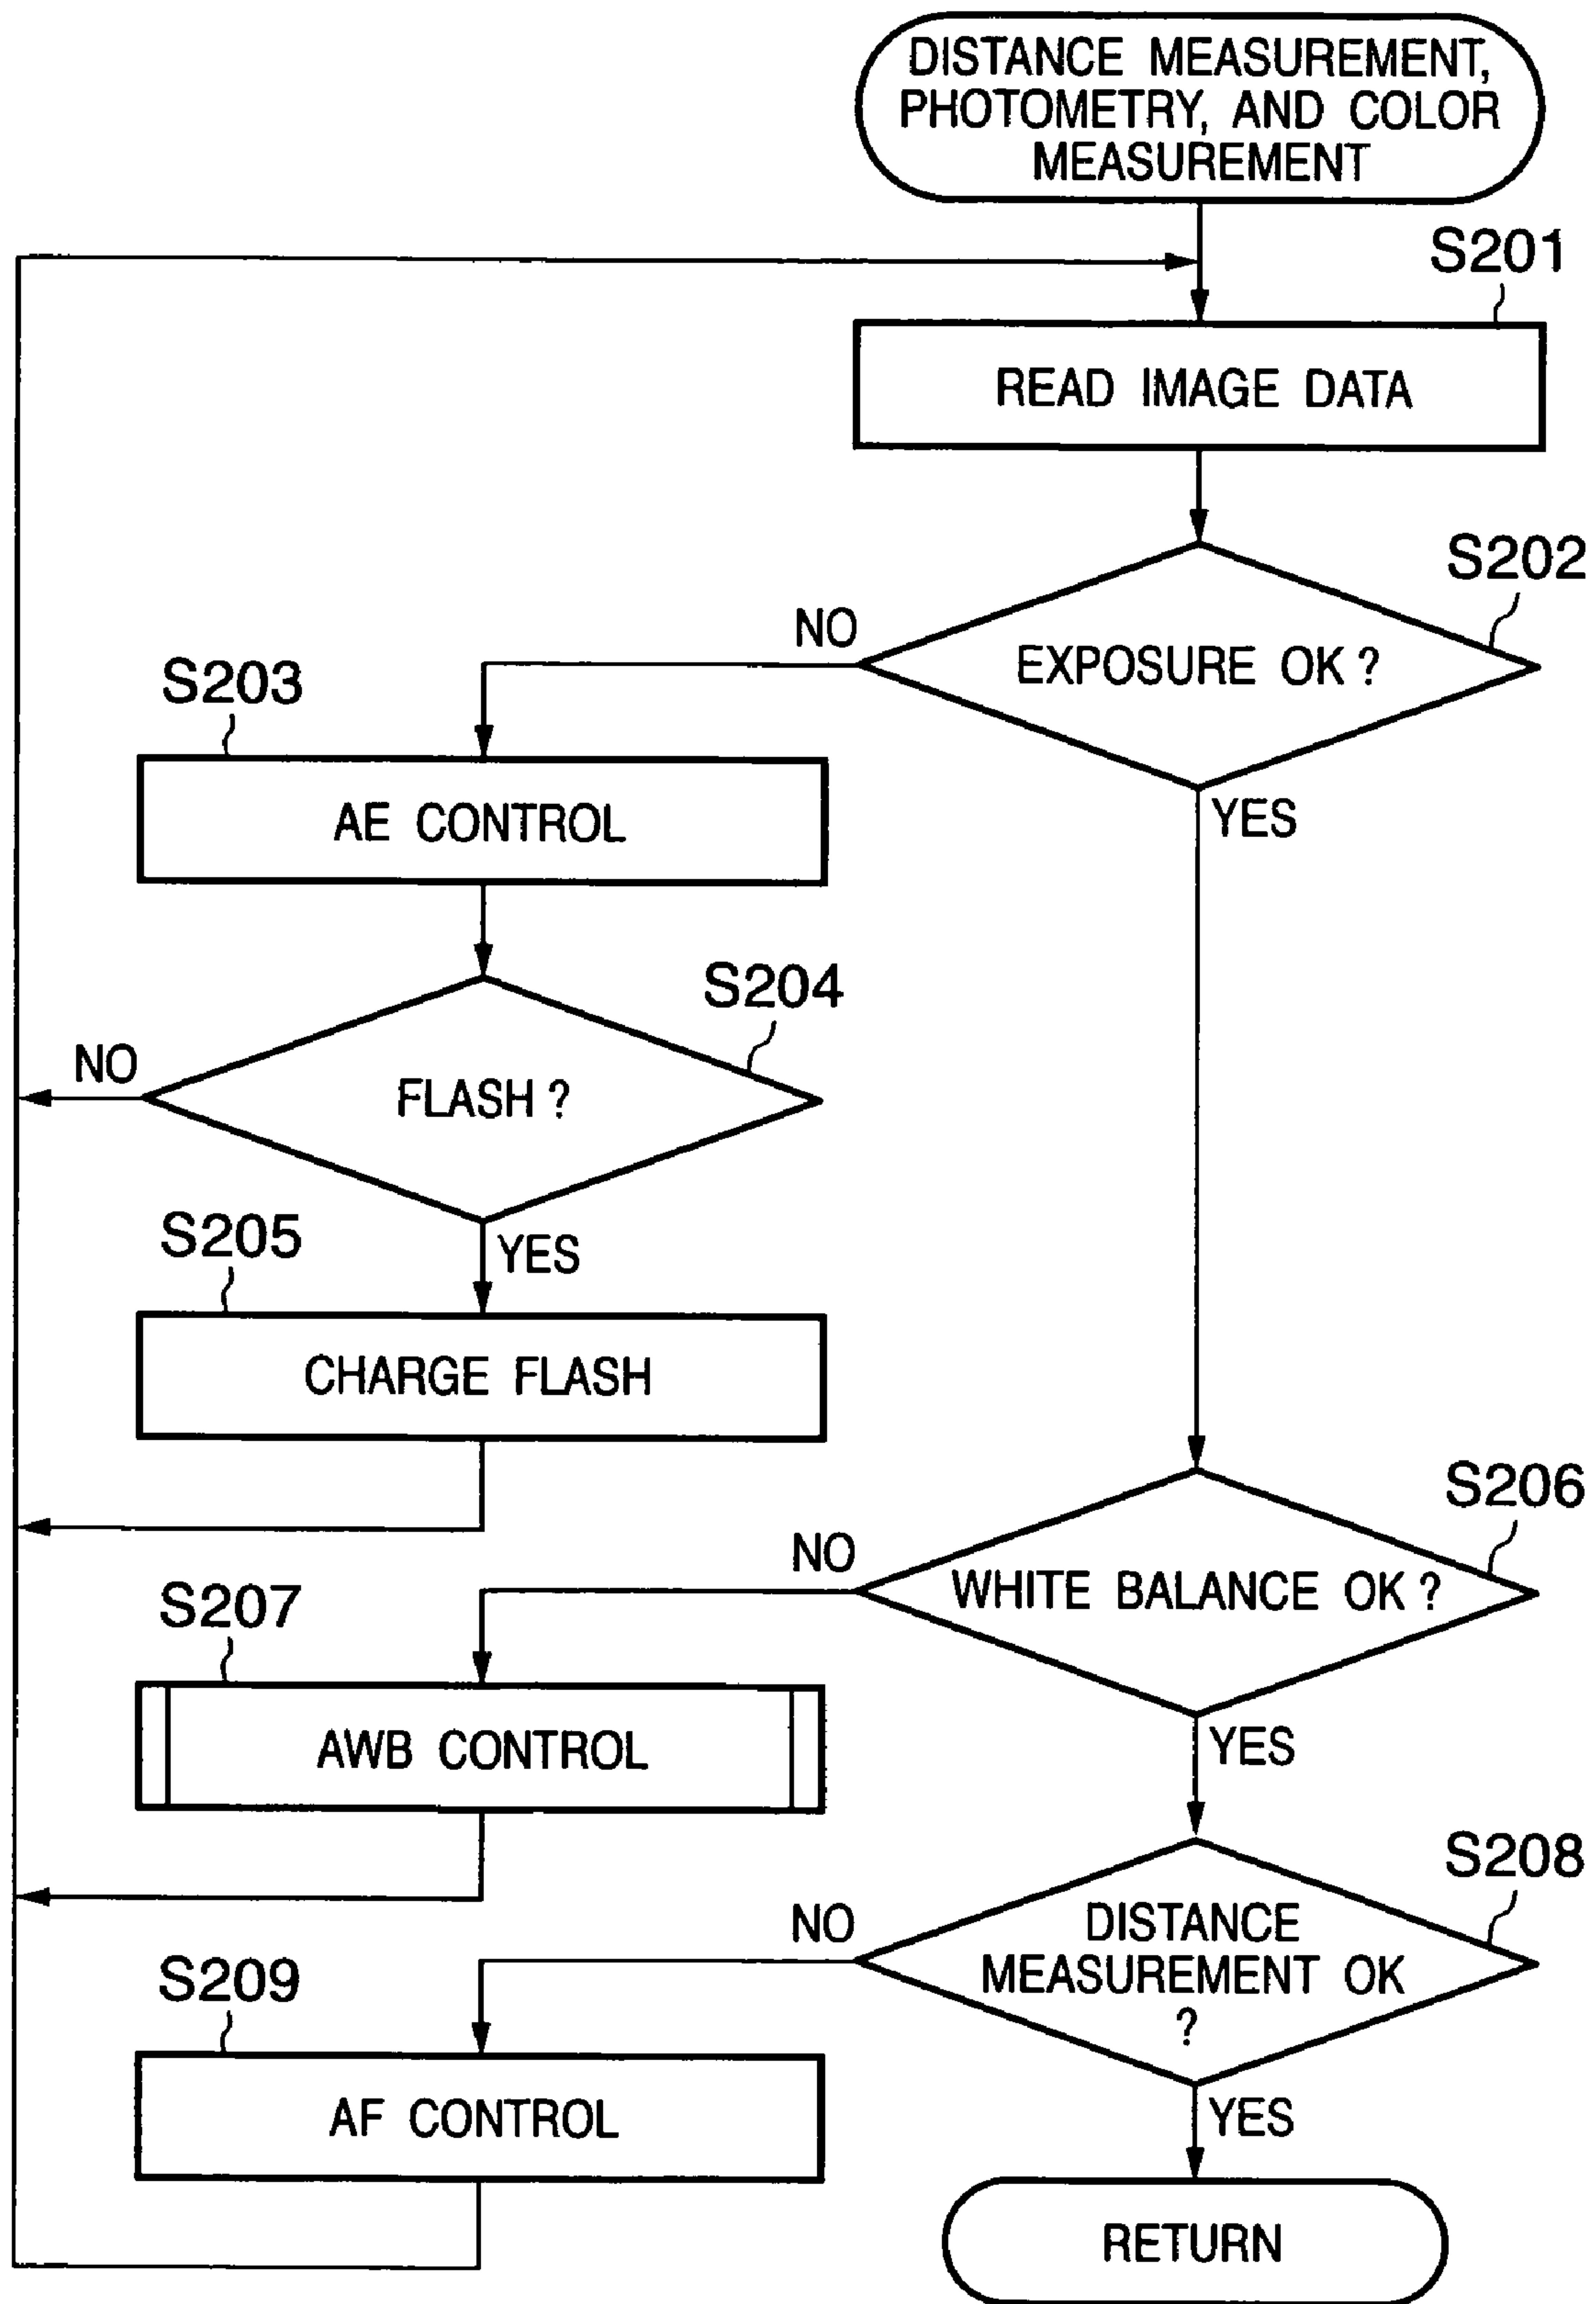 DISTANCE MEASUREMENT,
PHOTOMETRY, AND COLOR
MEASUREMENT
S201
READ IMAGE DATA
S202
NO
EXPOSURE OK ?
YES
S203
AE CONTROL
S204
NO
FLASH ?
YES
S205
CHARGE FLASH
S206
NO
WHITE BALANCE OK ?
YES
S207
AWB CONTROL
S208
NO
DISTANCE
MEASUREMENT OK
?
YES
S209
AF CONTROL
RETURN